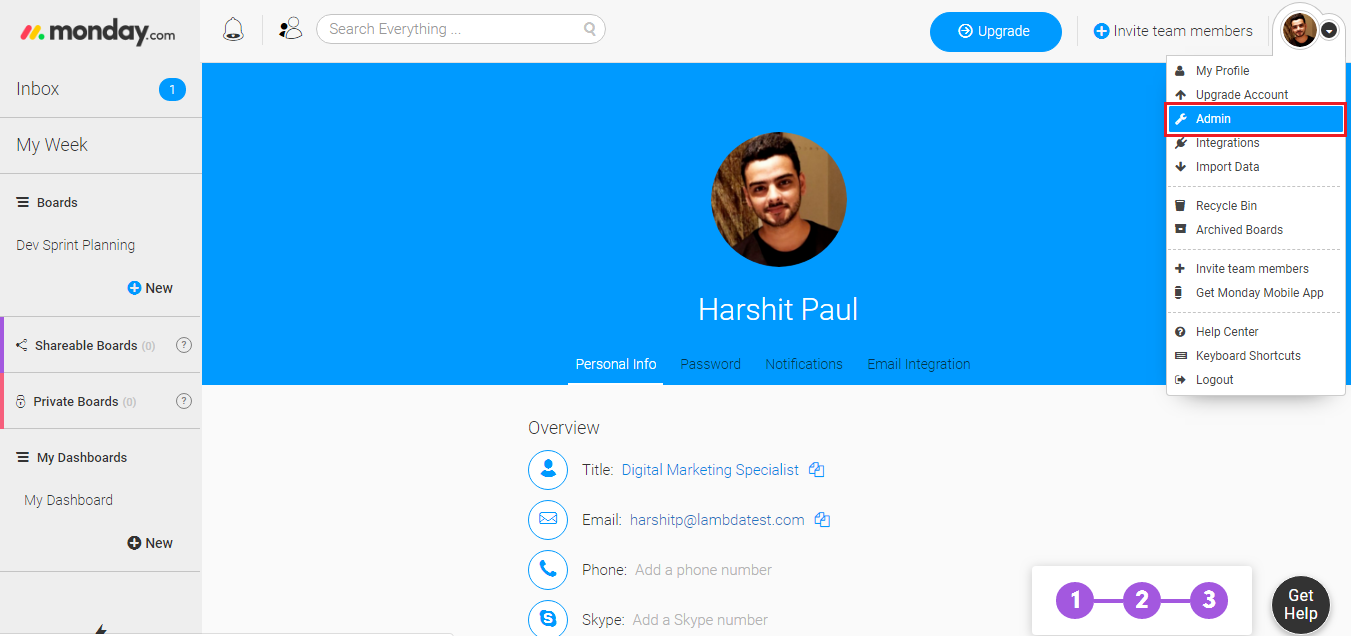 monday.com
Search Everything ...
Upgrade
Invite team members
Inbox
1
My Week
Boards
Dev Sprint Planning
New
Shareable Boards (0)
?
Private Boards (0)
?
My Dashboards
My Dashboard
New
Harshit Paul
Personal Info Password Notifications Email Integration
Overview
Title: Digital Marketing Specialist
Email: harshitp@lambdatest.com
Phone: Add a phone number
Skype: Add a Skype number
My Profile
Upgrade Account
Admin
Integrations
Import Data
Recycle Bin
Archived Boards
Invite team members
Get Monday Mobile App
Help Center
Keyboard Shortcuts
Logout
1 2 3
Get
Help